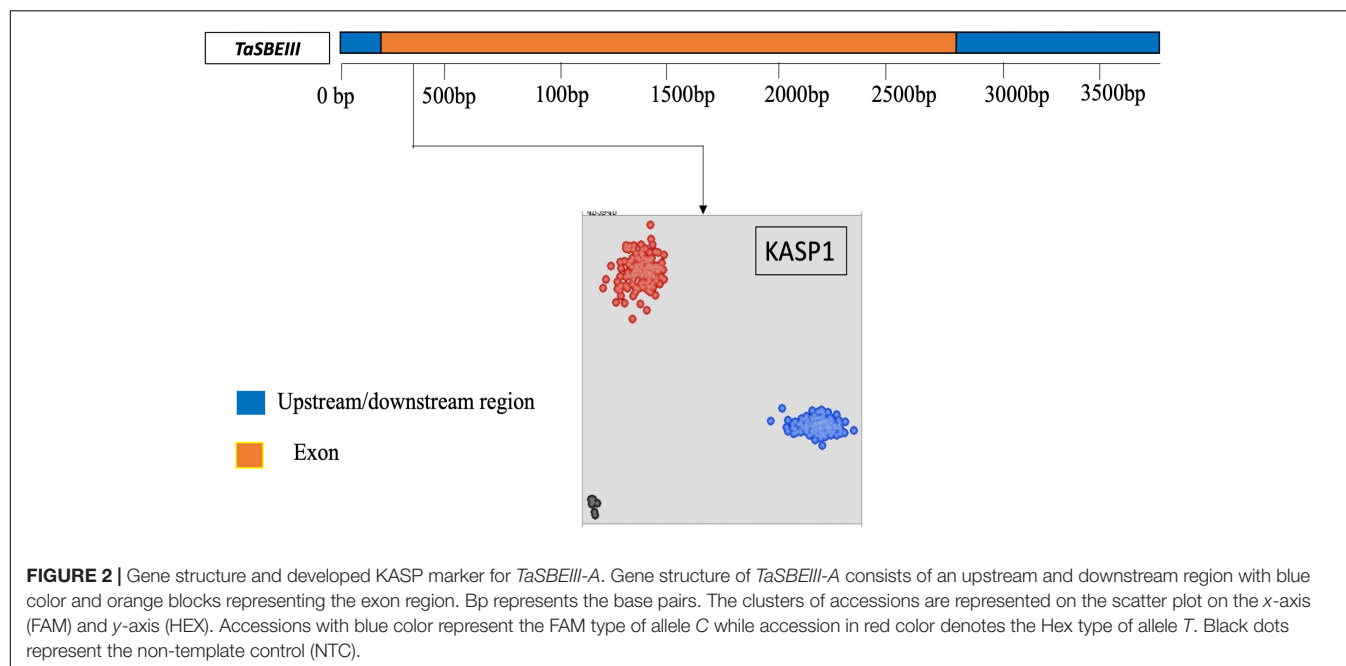 TaSBEIII
0 bp 500bp 100bp 1500bp 2000bp 2500bp 3000bp 3500bp
KASP1
Upstream/downstream region
Exon
FIGURE 2 | Gene structure and developed KASP marker for TaSBEIII-A. Gene structure of TaSBEIII-A consists of an upstream and downstream region with blue
color and orange blocks representing the exon region. Bp represents the base pairs. The clusters of accessions are represented on the scatter plot on the x-axis
(FAM) and y-axis (HEX). Accessions with blue color represent the FAM type of allele C while accession in red color denotes the Hex type of allele T. Black dots
represent the non-template control (NTC).